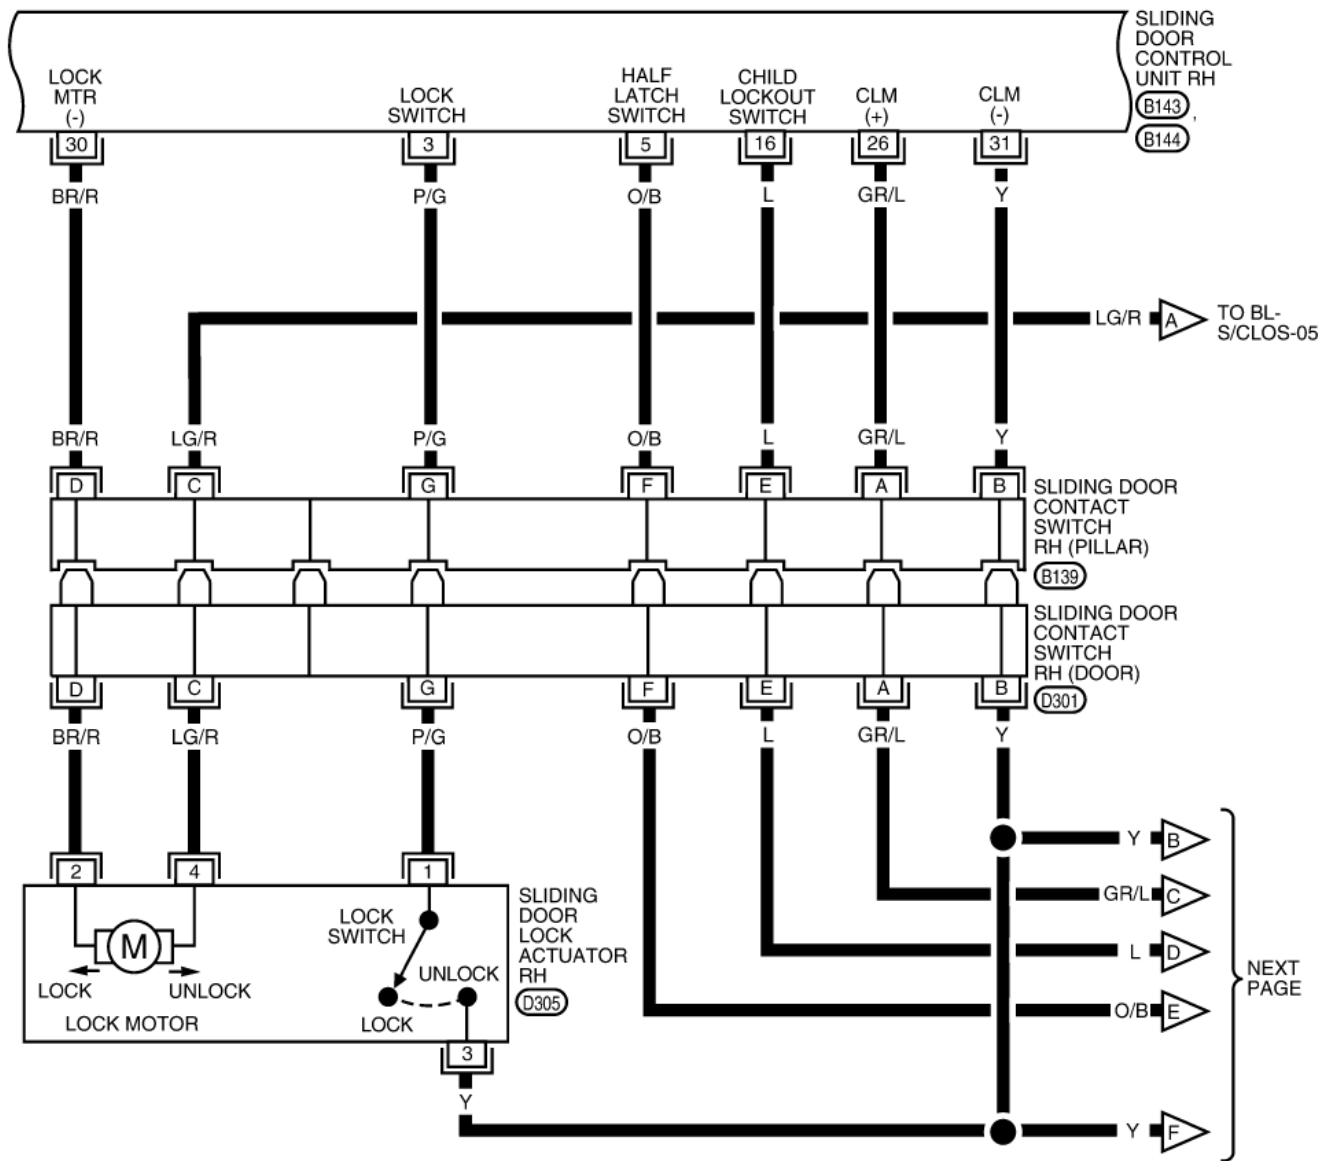 SLIDING
DOOR
CONTROL
UNIT RH
B143 ,
B144
LOCK
MTR
(-)
LOCK
SWITCH
HALF
LATCH
SWITCH
CHILD
LOCKOUT
SWITCH
CLM
(+)
CLM
(-)
30 3 5 16 26 31
BR/R P/G O/B L GR/L Y
LG/R A TO BL-
S/CLOS-05
BR/R LG/R P/G O/B L GR/L Y
D C G F E A B
SLIDING DOOR
CONTACT
SWITCH
RH (PILLAR)
B139
SLIDING DOOR
CONTACT
SWITCH
RH (DOOR)
D301
D C G F E A B
BR/R LG/R P/G O/B L GR/L Y
Y B
GR/L C
L D
O/B E
Y F
NEXT
PAGE
2 4 1
SLIDING
DOOR
LOCK
ACTUATOR
RH
D305
LOCK
SWITCH
M
LOCK UNLOCK
LOCK MOTOR
UNLOCK
LOCK
3
Y